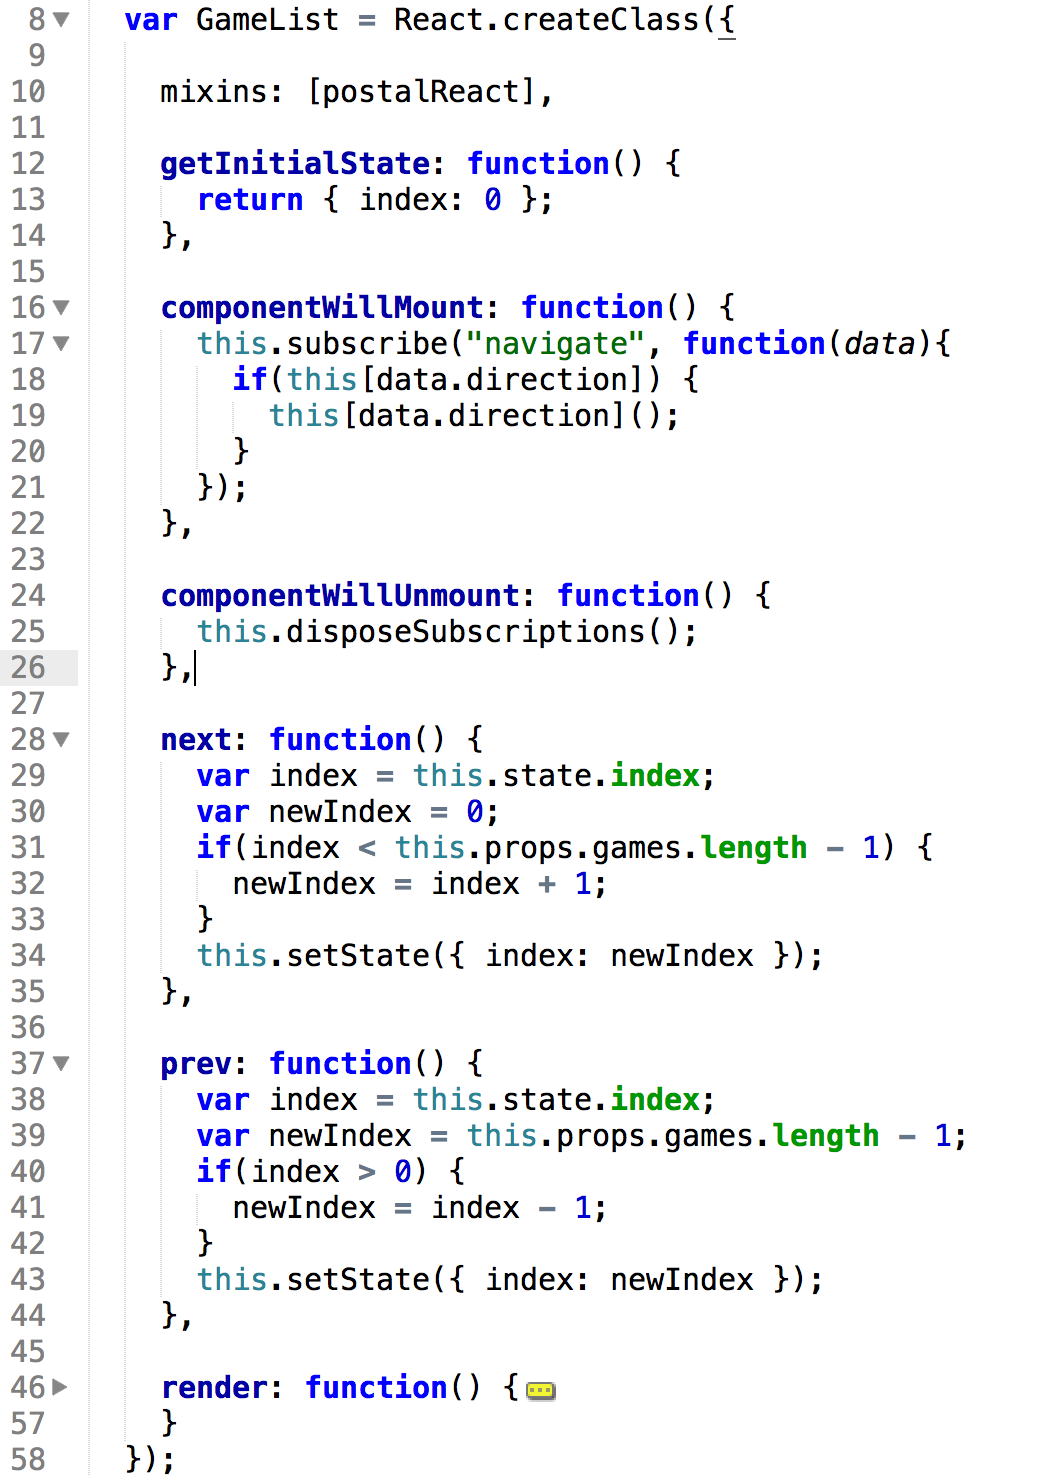 8 var GameList = React.createClass({
9
10 mixins: [postalReact],
11
12 getInitialState: function() {
13 return { index: 0 };
14 },
15
16 componentWillMount: function() {
17 this.subscribe("navigate", function(data){
18 if(this[data.direction]) {
19 this[data.direction]();
20 }
21 });
22 },
23
24 componentWillUnmount: function() {
25 this.disposeSubscriptions();
26 },
27
28 next: function() {
29 var index = this.state.index;
30 var newIndex = 0;
31 if(index < this.props.games.length - 1) {
32 newIndex = index + 1;
33 }
34 this.setState({ index: newIndex });
35 },
36
37 prev: function() {
38 var index = this.state.index;
39 var newIndex = this.props.games.length - 1;
40 if(index > 0) {
41 newIndex = index - 1;
42 }
43 this.setState({ index: newIndex });
44 },
45
46 render: function() {
57 }
58 });